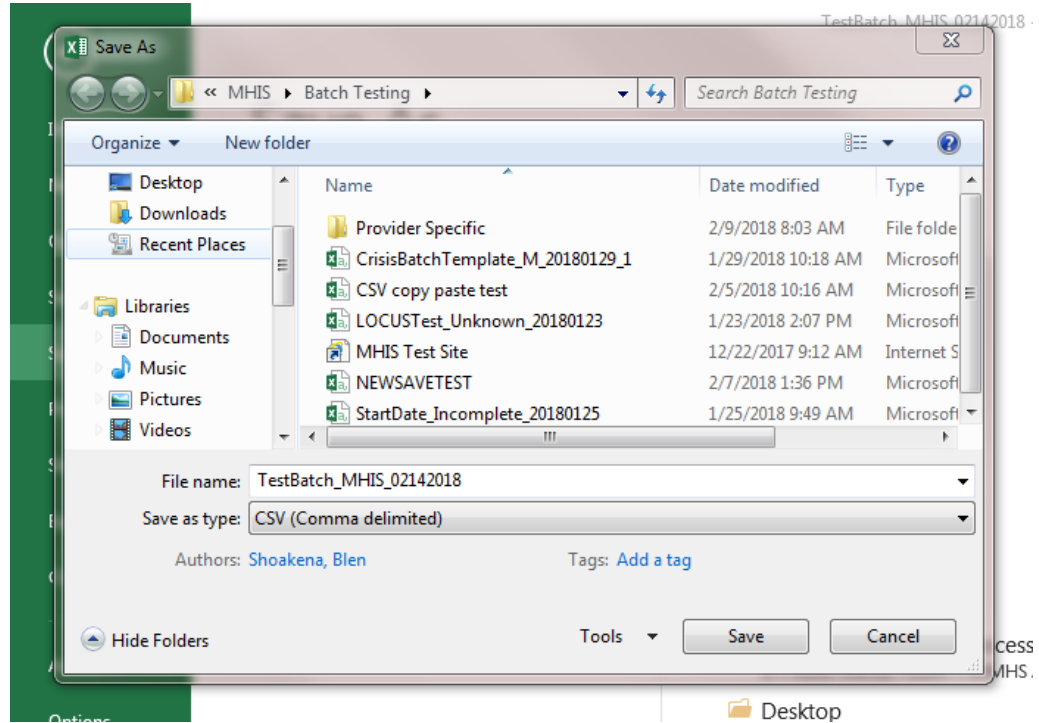 TestBatch_MHIS_02142018 -
Save As
« MHIS Batch Testing
Search Batch Testing
Organize New folder
Name Date modified Type
Desktop
Downloads
Recent Places
Libraries
Documents
Music
Pictures
Videos
Provider Specific 2/9/2018 8:03 AM File folde
CrisisBatchTemplate_M_20180129_1 1/29/2018 10:18 AM Microsoft
CSV copy paste test 2/5/2018 10:16 AM Microsoft
LOCUSTest_Unknown_20180123 1/23/2018 2:07 PM Microsoft
MHIS Test Site 12/22/2017 9:12 AM Internet S
NEWSAVETEST 2/7/2018 1:36 PM Microsoft
StartDate_Incomplete_20180125 1/25/2018 9:49 AM Microsoft
File name: TestBatch_MHIS_02142018
Save as type: CSV (Comma delimited)
Authors: Shoakena, Blen Tags: Add a tag
Hide Folders Tools Save Cancel
cess
MHS
Desktop
Options